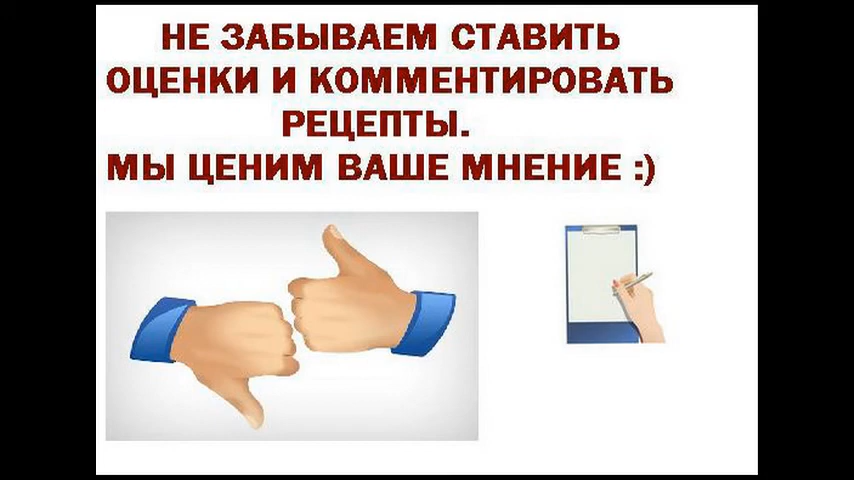 НЕ ЗАБЫВАЕМ СТАВИТЬ
ОЦЕНКИ И КОММЕНТИРОВАТЬ
РЕЦЕПТЫ.
МЫ ЦЕНИМ ВАШЕ МНЕНИЕ :)